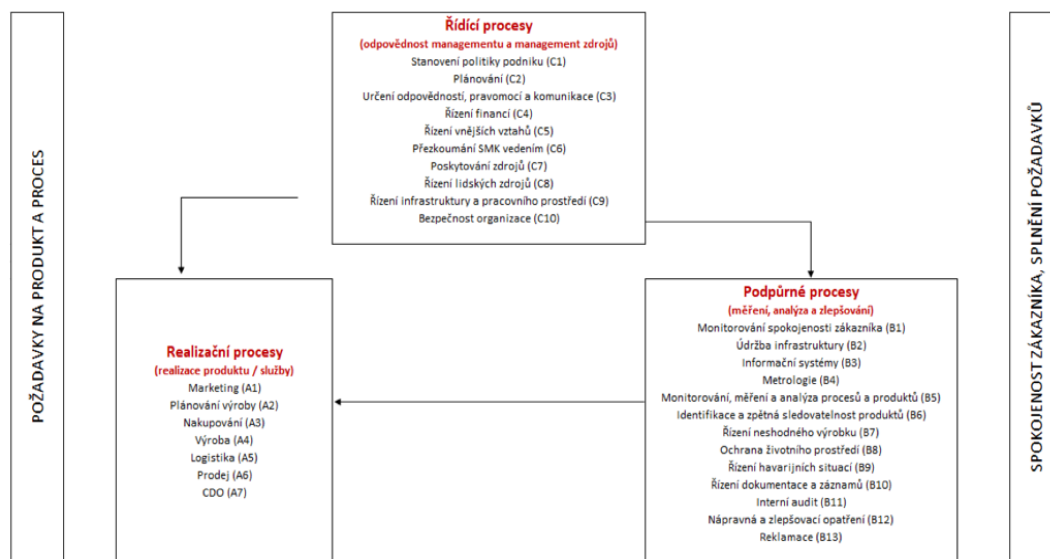 POŽADAVKY NA PRODUKT A PROCES
Řídící procesy
(odpovědnost managementu a management zdrojů)
Stanovení politiky podniku (C1)
Plánování (C2)
Určení odpovědností, pravomocí a komunikace (C3)
Řízení financí (C4)
Řízení vnějších vztahů (C5)
Přezkoumání SMK vedením (C6)
Poskytování zdrojů (C7)
Řízení lidských zdrojů (C8)
Řízení infrastruktury a pracovního prostředí (C9)
Bezpečnost organizace (C10)
Realizační procesy
(realizace produktu / služby)
Marketing (A1)
Plánování výroby (A2)
Nakupování (A3)
Výroba (A4)
Logistika (A5)
Prodej (A6)
CDO (A7)
Podpůrné procesy
(měření, analýza a zlepšování)
Monitorování spokojenosti zákazníka (B1)
Údržba infrastruktury (B2)
Informační systémy (B3)
Metrologie (B4)
Monitorování, měření a analýza procesů a produktů (B5)
Identifikace a zpětná sledovatelnost produktů (B6)
Řízení neshodného výrobku (B7)
Ochrana životního prostředí (B8)
Řízení havarijních situací (B9)
Řízení dokumentace a záznamů (B10)
Interní audit (B11)
Nápravná a zlepšovací opatření (B12)
Reklamace (B13)
SPOKOJENOST ZÁKAZNÍKA, SPLNĚNÍ POŽADAVKŮ